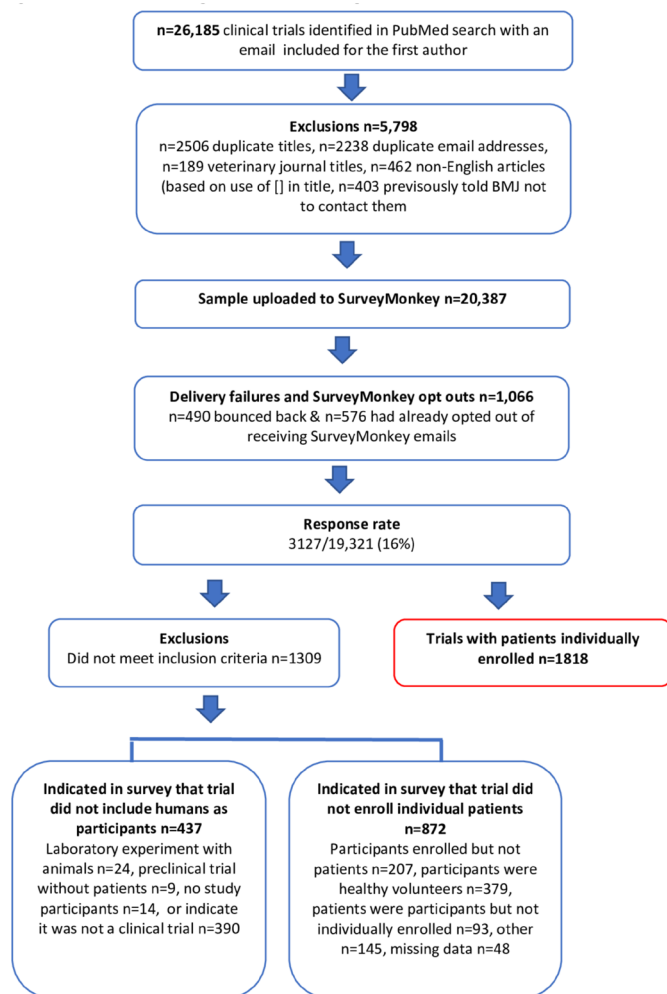 n=26,185 clinical trials identified in PubMed search with an
email included for the first author
Exclusions n=5,798
n=2506 duplicate titles, n=2238 duplicate email addresses,
n=189 veterinary journal titles, n=462 non-English articles
(based on use of [] in title, n=403 previsously told BMJ not
to contact them
Sample uploaded to SurveyMonkey n=20,387
Delivery failures and SurveyMonkey opt outs n=1,066
n=490 bounced back & n=576 had already opted out of
receiving SurveyMonkey emails
Response rate
3127/19,321 (16%)
Exclusions
Did not meet inclusion criteria n=1309
Trials with patients individually
enrolled n=1818
Indicated in survey that trial
did not include humans as
participants n=437
Laboratory experiment with
animals n=24, preclinical trial
without patients n=9, no study
participants n=14, or indicate
it was not a clinical trial n=390
Indicated in survey that trial did
not enroll individual patients
n=872
Participants enrolled but not
patients n=207, participants were
healthy volunteers n=379,
patients were participants but not
individually enrolled n=93, other
n=145, missing data n=48